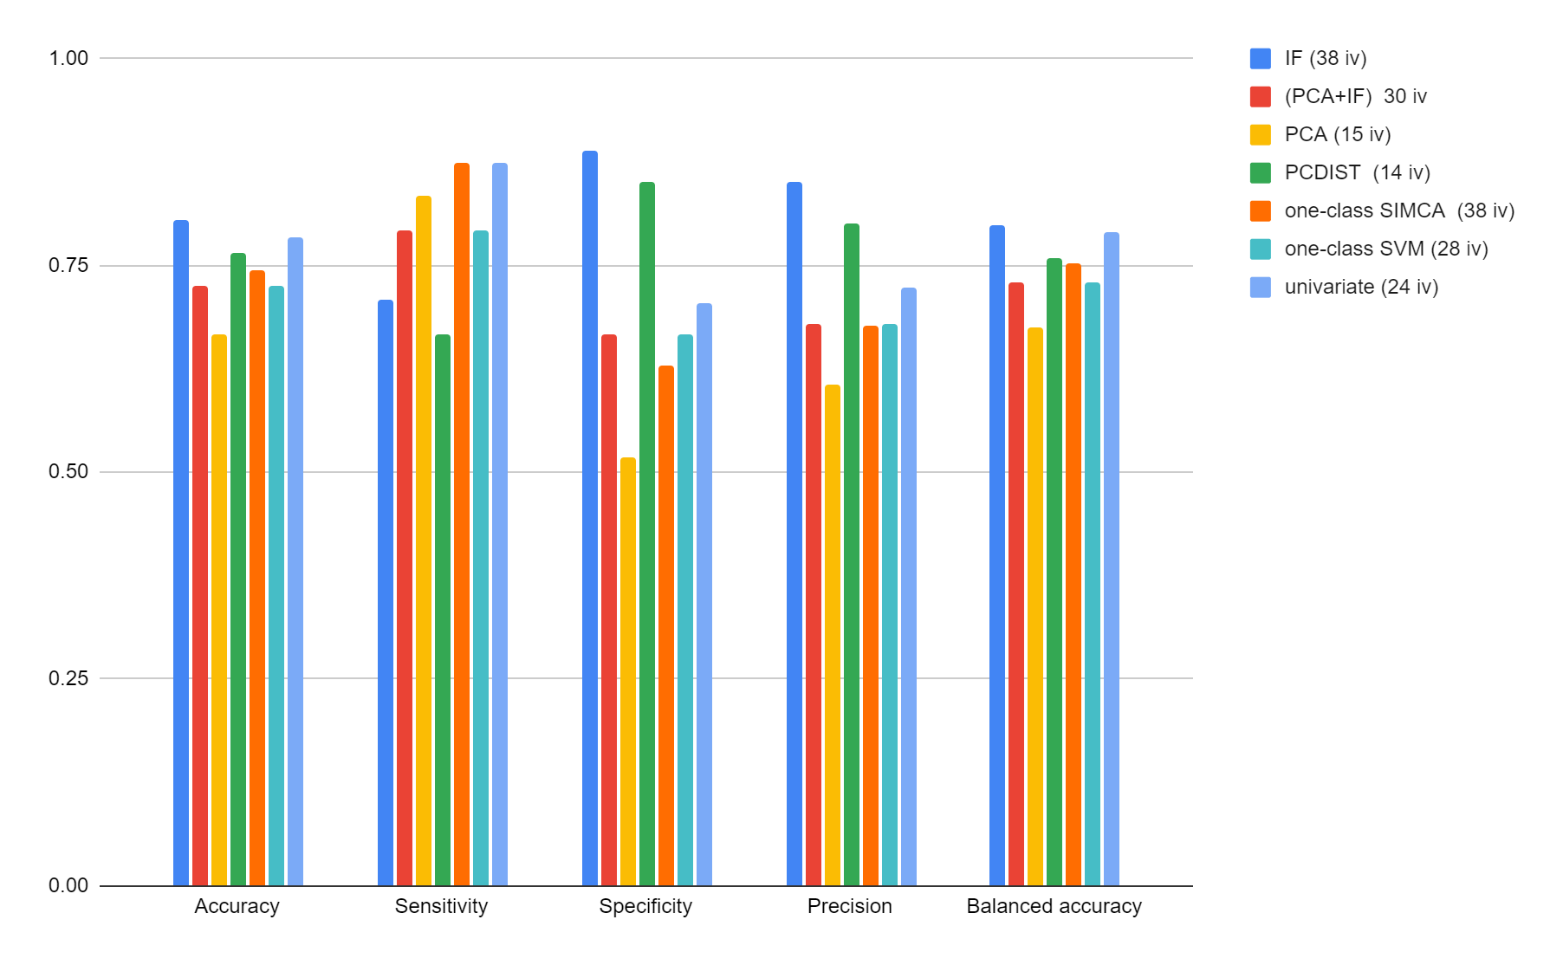 1.00
0.75
0.50
0.25
0.00
Accuracy
Sensitivity
Specificity
Precision
Balanced accuracy
IF (38 iv)
(PCA+IF)  30 iv
PCA (15 iv)
PCDIST  (14 iv)
one-class SIMCA  (38 iv)
one-class SVM (28 iv)
univariate (24 iv)